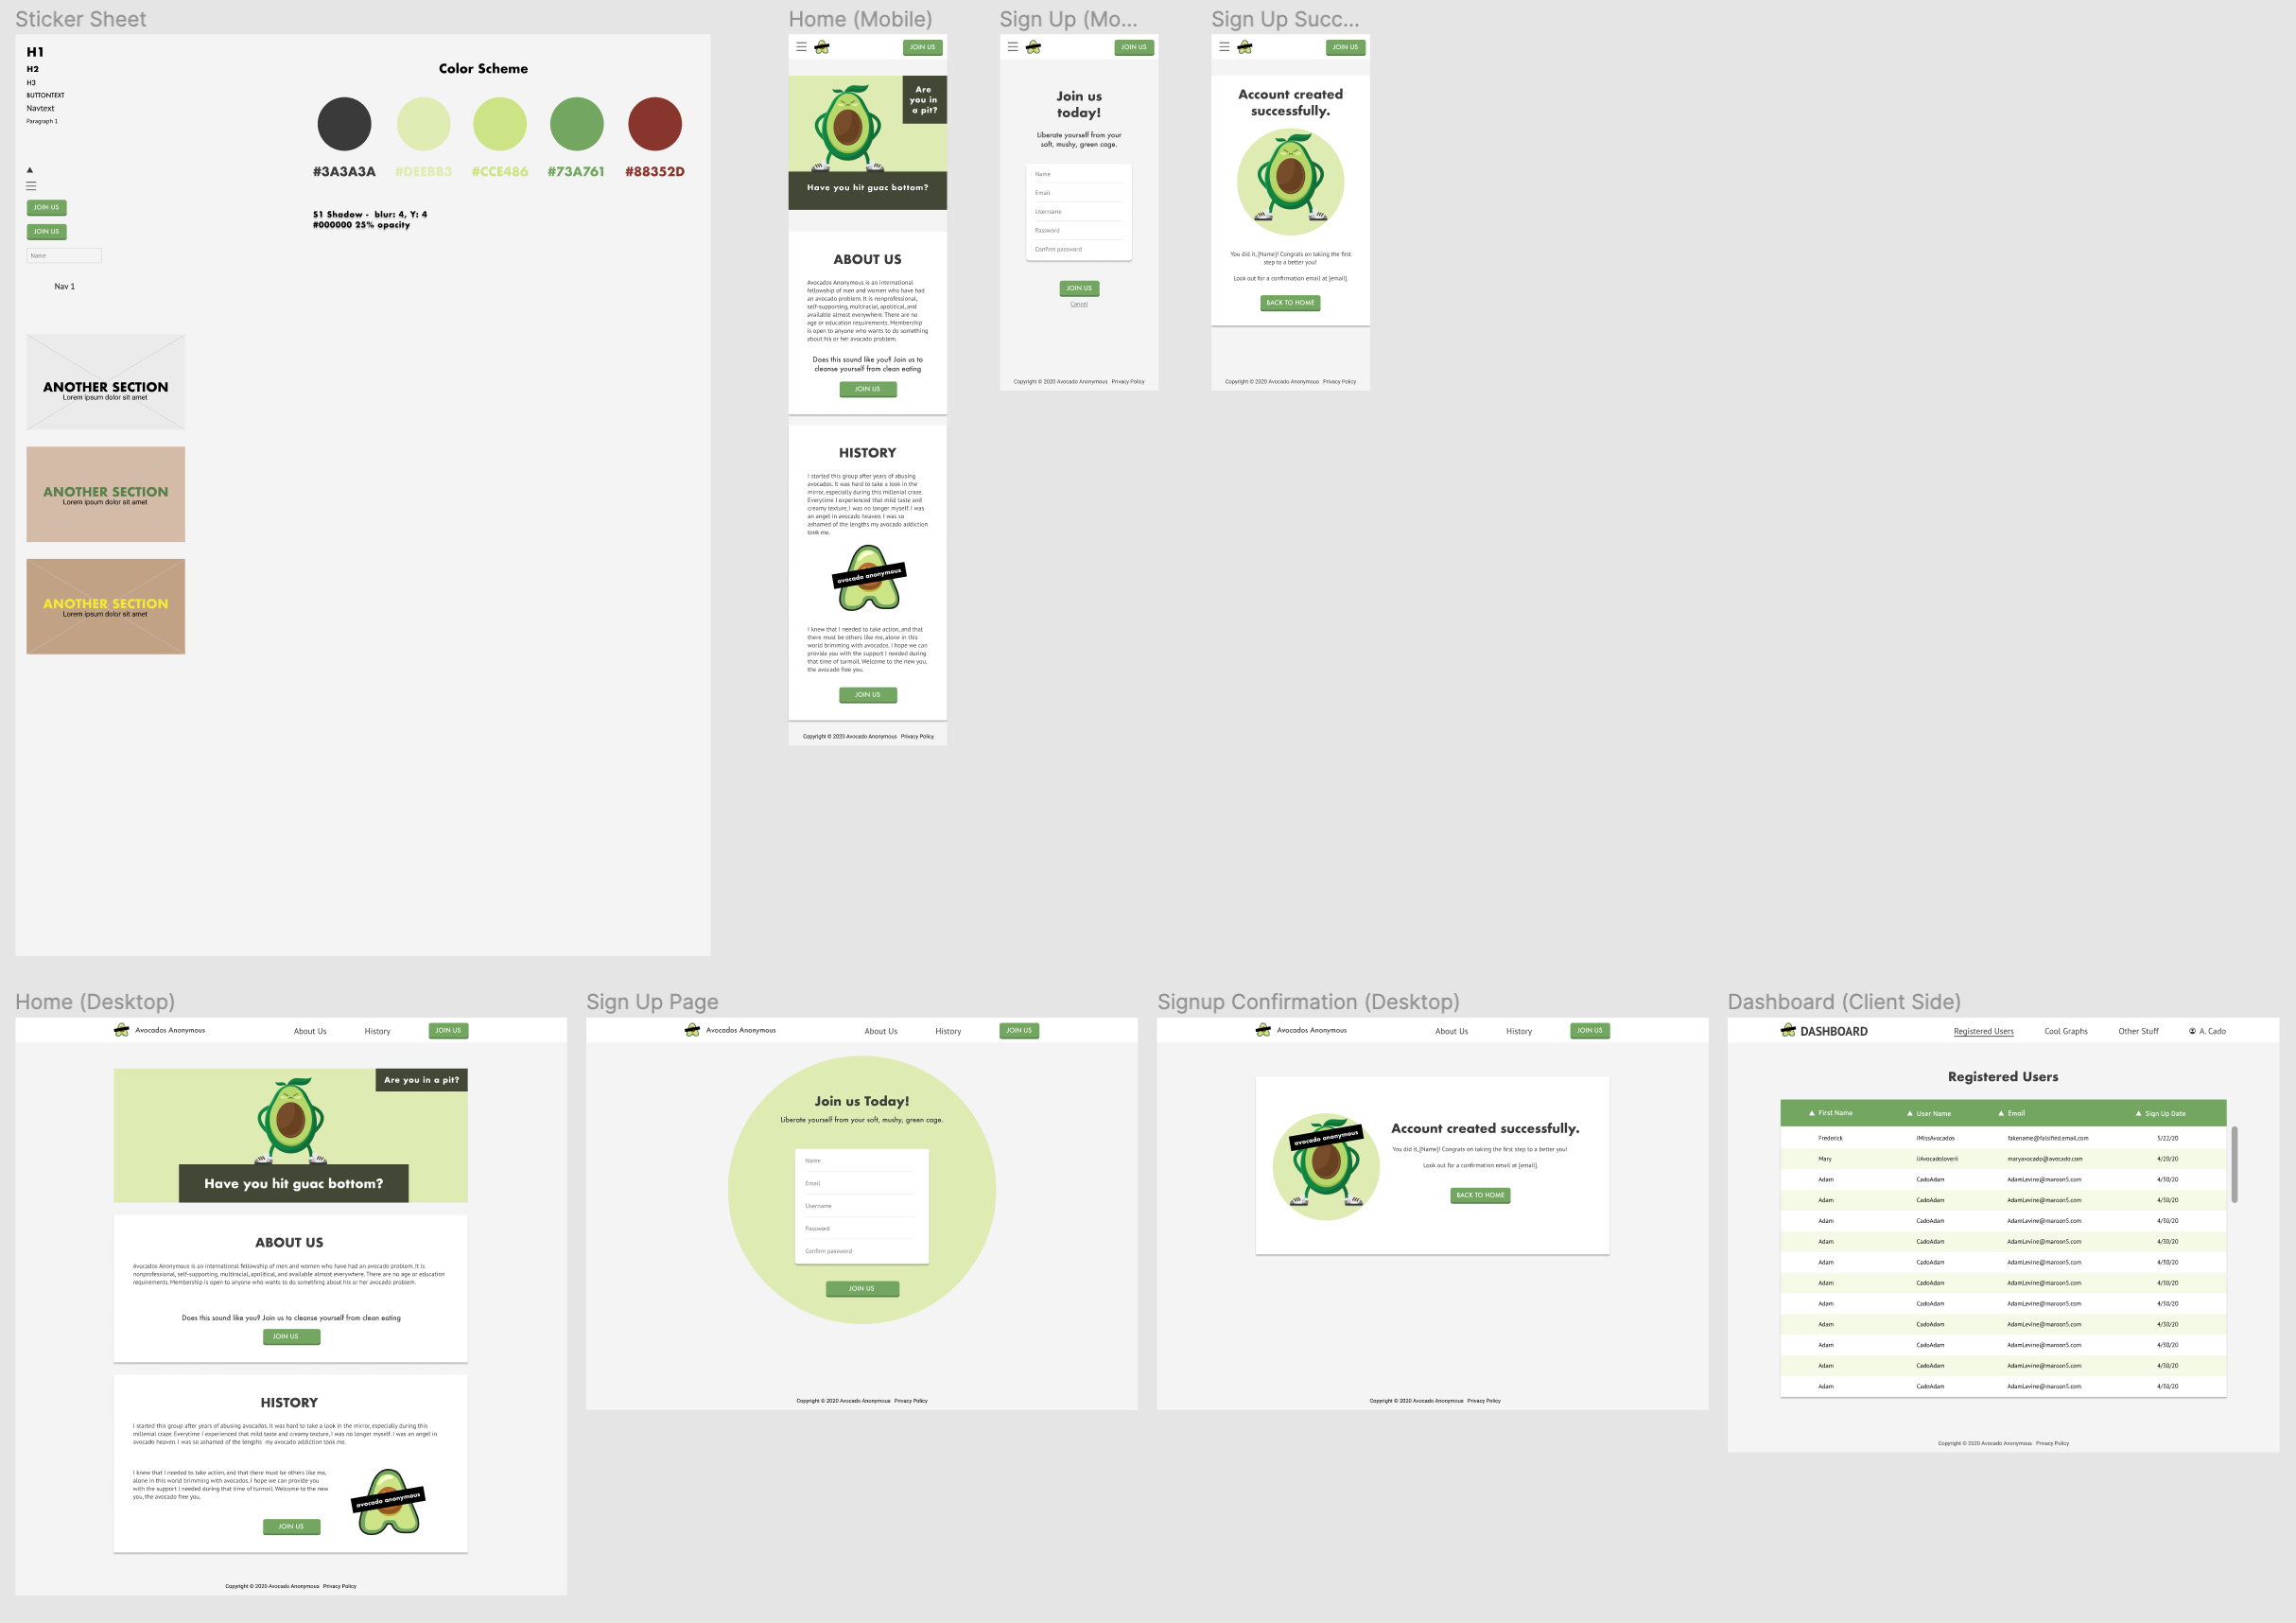 Sticker Sheet
H1
H2
H3
BUTTONTEXT
Navtext
Paragraph 1
JOIN US
JOIN US
Name
Nav 1
ANOTHER SECTION
Lorem ipsum dolor sit amet
ANOTHER SECTION
Lorem ipsum dolor sit amet
ANOTHER SECTION
Lorem ipsum dolor sit amet
Color Scheme
#3A3A3A #DEEBB3 #CCE486 #73A761 #88352D
S1 Shadow - blur: 4, Y: 4
#000000 25% opacity
Home (Mobile)
JOIN US
Are
you in
a pit?
Have you hit guac bottom?
ABOUT US
Avocados Anonymous is an international
fellowship of men and women who have had
an avocado problem. It is nonprofessional,
self-supporting, multiracial, apolitical, and
available almost everywhere. There are no
age or education requirements. Membership
is open to anyone who wants to do something
about his or her avocado problem.
Does this sound like you? Join us to
cleanse yourself from clean eating
JOIN US
HISTORY
I started this group after years of abusing
avocados. It was hard to take a look in the
mirror, especially during this millenial craze.
Everytime I experienced that mild taste and
creamy texture, I was no longer myself. I was
an angel in avocado heaven. I was so
ashamed of the lengths my avocado addiction
took me.
avocado anonymous
I knew that I needed to take action, and that
there must be others like me, alone in this
world brimming with avocados. I hope we can
provide you with the support I needed during
that time of turmoil. Welcome to the new you,
the avocado free you.
JOIN US
Copyright © 2020 Avocado Anonymous Privacy Policy
Sign Up (Mo...
JOIN US
Join us
today!
Liberate yourself from your
soft, mushy, green cage.
Name
Email
Username
Password
Confirm password
JOIN US
Cancel
Copyright © 2020 Avocado Anonymous Privacy Policy
Sign Up Succ...
JOIN US
Account created
successfully.
You did it, [Name]! Congrats on taking the first
step to a better you!
Look out for a confirmation email at [email].
BACK TO HOME
Copyright © 2020 Avocado Anonymous Privacy Policy
Home (Desktop)
Avocados Anonymous About Us History JOIN US
Are you in a pit?
Have you hit guac bottom?
ABOUT US
Avocados Anonymous is an international fellowship of men and women who have had an avocado problem. It is
nonprofessional, self-supporting, multiracial, apolitical, and available almost everywhere. There are no age or education
requirements. Membership is open to anyone who wants to do something about his or her avocado problem.
Does this sound like you? Join us to cleanse yourself from clean eating
JOIN US
HISTORY
I started this group after years of abusing avocados. It was hard to take a look in the mirror, especially during this
millenial craze. Everytime I experienced that mild taste and creamy texture, I was no longer myself. I was an angel in
avocado heaven. I was so ashamed of the lengths my avocado addiction took me.
I knew that I needed to take action, and that there must be others like me,
alone in this world brimming with avocados. I hope we can provide you
with the support I needed during that time of turmoil. Welcome to the new
you, the avocado free you.
avocado anonymous
JOIN US
Copyright © 2020 Avocado Anonymous Privacy Policy
Sign Up Page
Avocados Anonymous About Us History JOIN US
Join us Today!
Liberate yourself from your soft, mushy, green cage.
Name
Email
Username
Password
Confirm password
JOIN US
Copyright © 2020 Avocado Anonymous Privacy Policy
Signup Confirmation (Desktop)
Avocados Anonymous About Us History JOIN US
avocado anonymous
Account created successfully.
You did it, [Name]! Congrats on taking the first step to a better you!
Look out for a confirmation email at [email]
BACK TO HOME
Copyright © 2020 Avocado Anonymous Privacy Policy
Dashboard (Client Side)
DASHBOARD Registered Users Cool Graphs Other Stuff A. Cado
Registered Users
First Name User Name Email Sign Up Date
Frederick iMissAvocados fakename@falsified.email.com 5/22/20
Mary iiAvocadoloverii maryavocado@avocado.com 4/20/20
Adam CadoAdam AdamLevine@maroon5.com 4/30/20
Adam CadoAdam AdamLevine@maroon5.com 4/30/20
Adam CadoAdam AdamLevine@maroon5.com 4/30/20
Adam CadoAdam AdamLevine@maroon5.com 4/30/20
Adam CadoAdam AdamLevine@maroon5.com 4/30/20
Adam CadoAdam AdamLevine@maroon5.com 4/30/20
Adam CadoAdam AdamLevine@maroon5.com 4/30/20
Adam CadoAdam AdamLevine@maroon5.com 4/30/20
Adam CadoAdam AdamLevine@maroon5.com 4/30/20
Adam CadoAdam AdamLevine@maroon5.com 4/30/20
Adam CadoAdam AdamLevine@maroon5.com 4/30/20
Copyright © 2020 Avocado Anonymous Privacy Policy